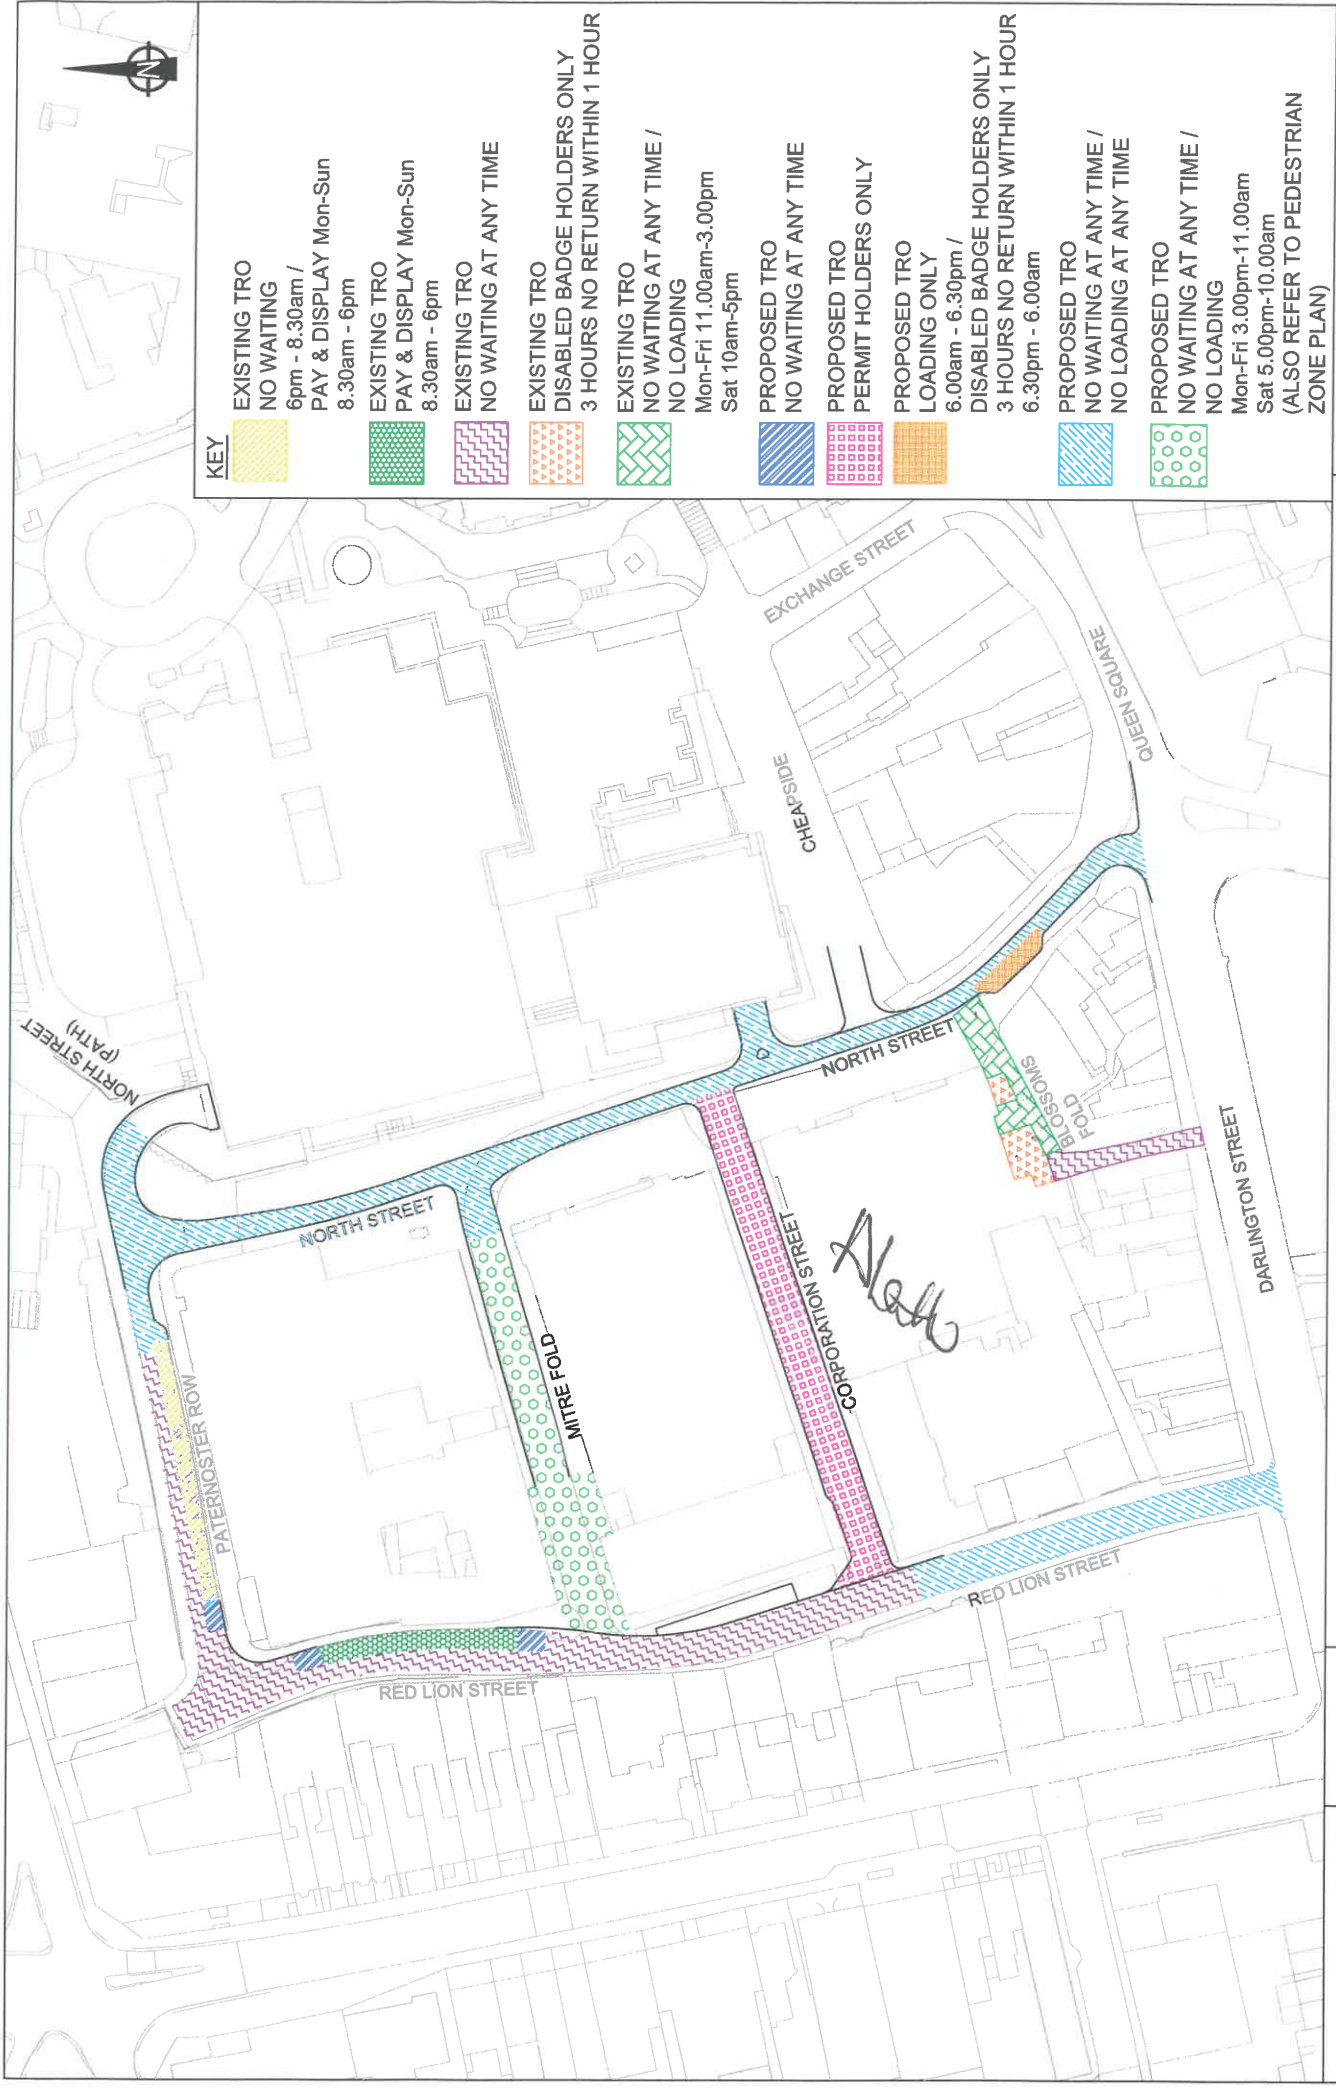 N
KEY
EXISTING TRO
NO WAITING
6pm - 8.30am /
PAY & DISPLAY Mon-Sun
8.30am - 6pm
EXISTING TRO
PAY & DISPLAY Mon-Sun
8.30am - 6pm
EXISTING TRO
NO WAITING AT ANY TIME
EXISTING TRO
DISABLED BADGE HOLDERS ONLY
3 HOURS NO RETURN WITHIN 1 HOUR
EXISTING TRO
NO WAITING AT ANY TIME /
NO LOADING
Mon-Fri 11.00am-3.00pm
Sat 10am-5pm
PROPOSED TRO
NO WAITING AT ANY TIME
PROPOSED TRO
PERMIT HOLDERS ONLY
PROPOSED TRO
LOADING ONLY
6.00am - 6.30pm /
DISABLED BADGE HOLDERS ONLY
3 HOURS NO RETURN WITHIN 1 HOUR
6.30pm - 6.00am
PROPOSED TRO
NO WAITING AT ANY TIME /
NO LOADING AT ANY TIME
PROPOSED TRO
NO WAITING AT ANY TIME /
NO LOADING
Mon-Fri 3.00pm-11.00am
Sat 5.00pm-10.00am
(ALSO REFER TO PEDESTRIAN
ZONE PLAN)
NORTH STREET
(PATH)
EXCHANGE STREET
QUEEN SQUARE
CHEAPSIDE
NORTH STREET
NORTH STREET
BLOSSOMS
FOLD
DARLINGTON STREET
CORPORATION STREET
MITRE FOLD
PATERNOSTER ROW
RED LION STREET
RED LION STREET